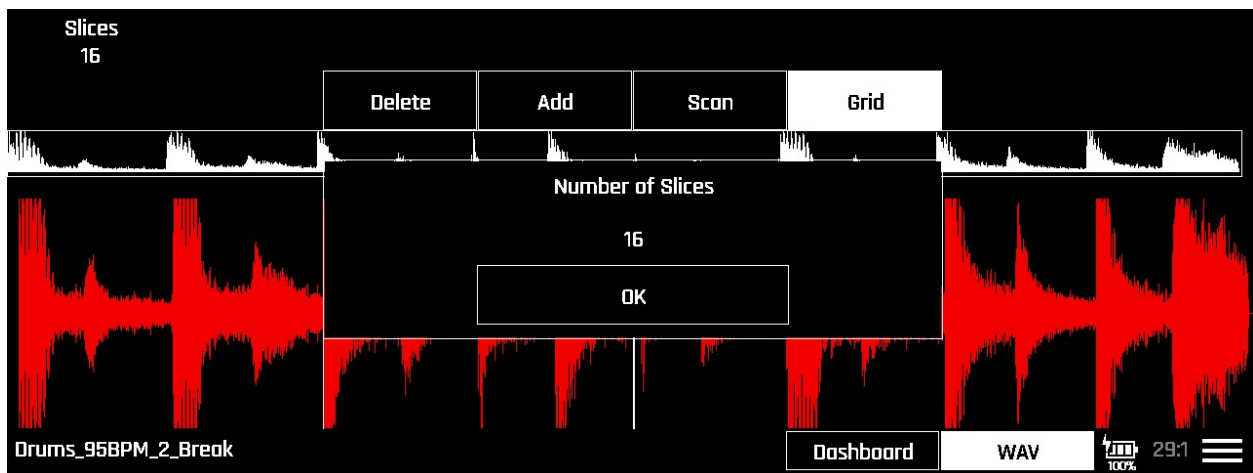 Slices
16
Delete Add Scan Grid
Number of Slices
16
OK
Drums_95BPM_2_Break Dashboard WAV 100% 29:1